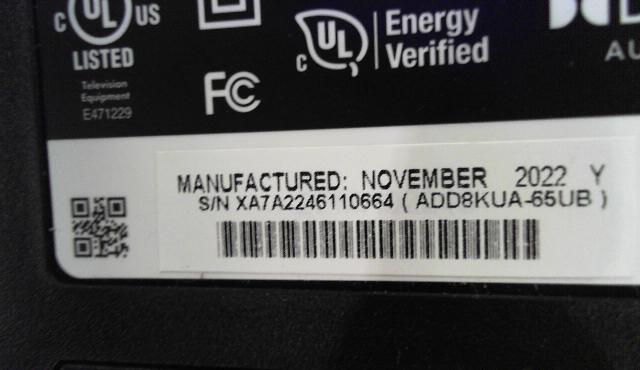 C UL US
LISTED
Television
Equipment
E471229
FC
C UL
Energy
Verified
AU
MANUFACTURED: NOVEMBER 2022 Y
S/N XA7A2246110664 ( ADD8KUA-65UB )